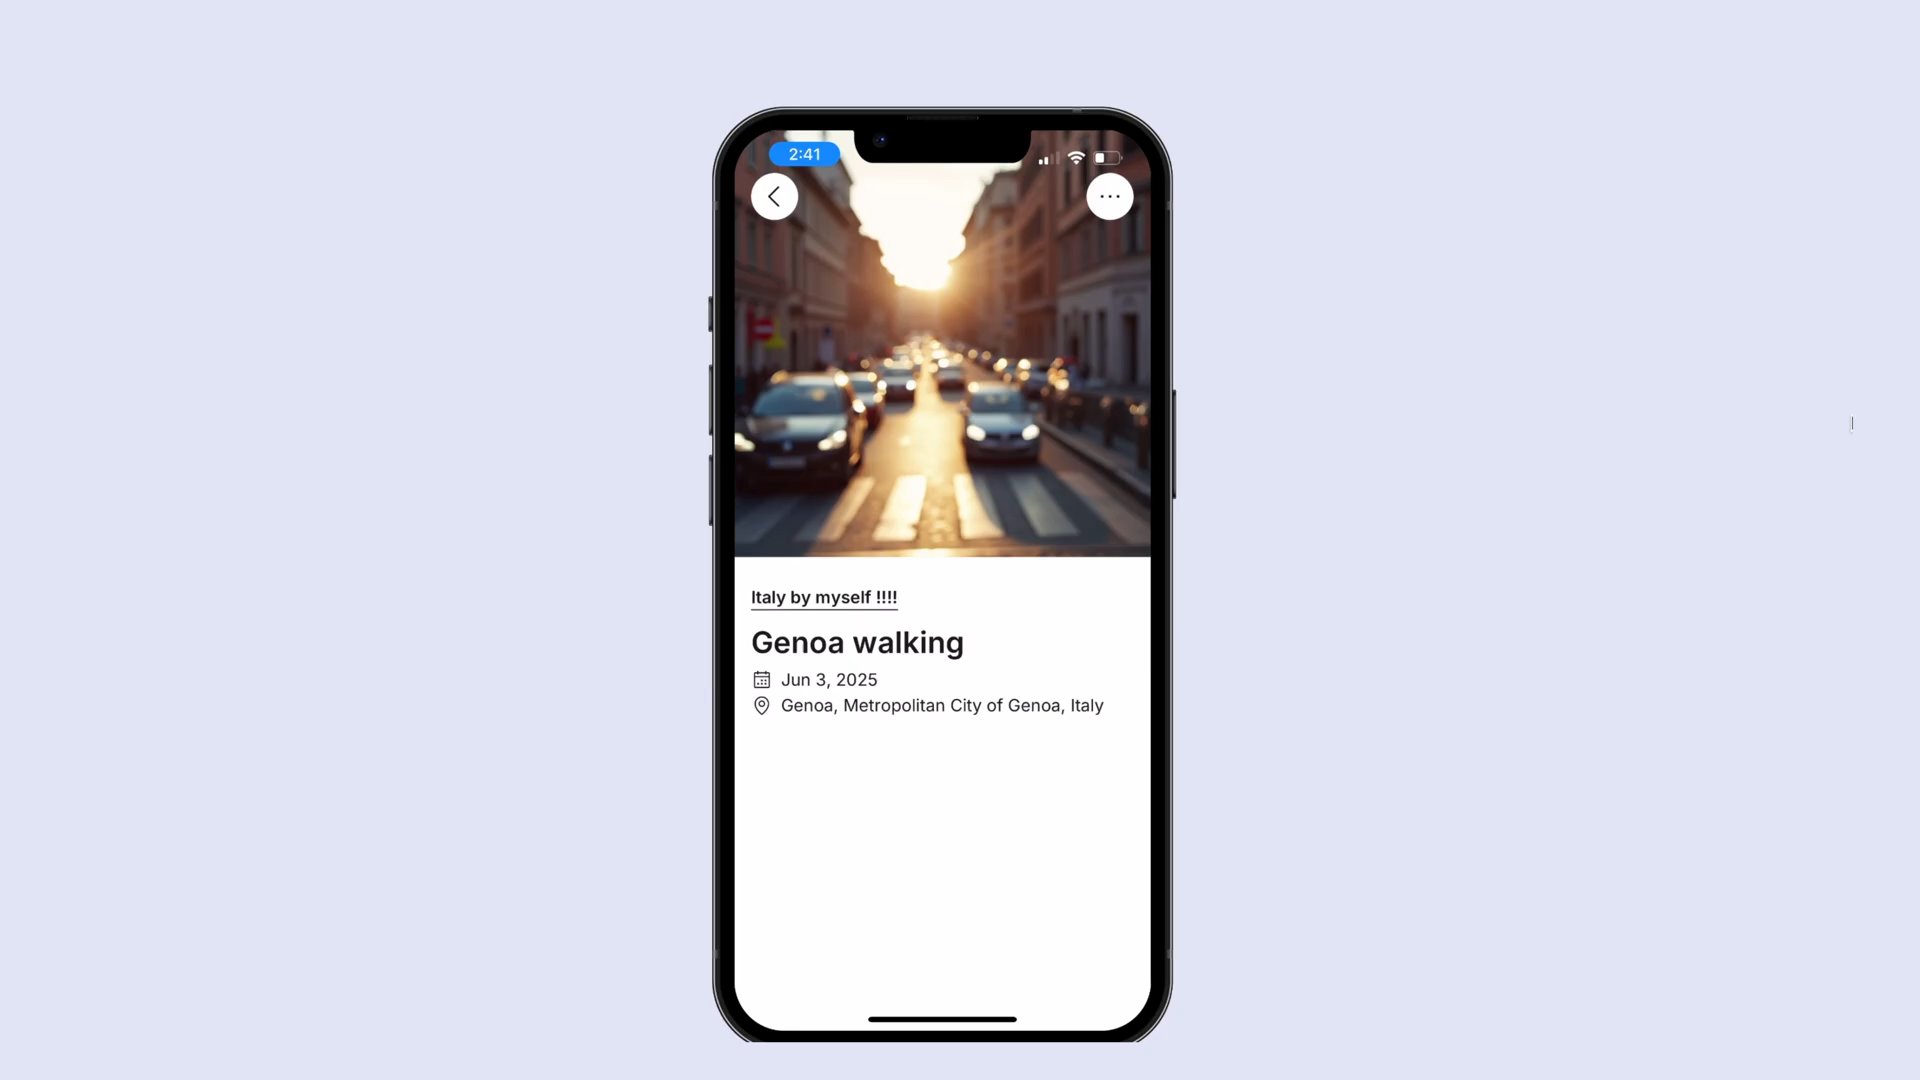 2:41
Italy by myself !!!!
Genoa walking
Jun 3, 2025
Genoa, Metropolitan City of Genoa, Italy